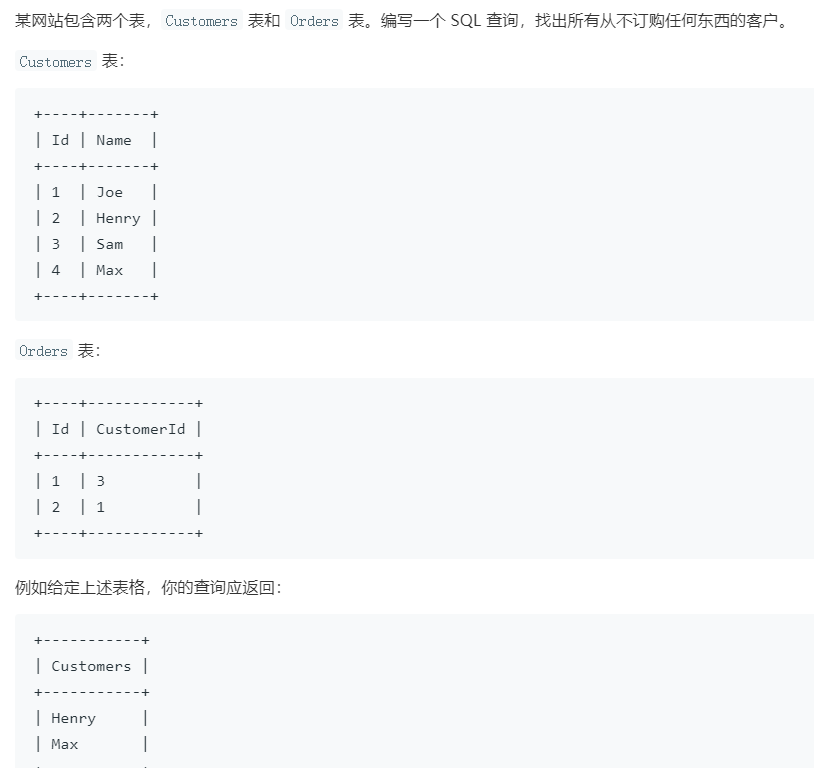 某网站包含两个表，Customers 表和 Orders 表。编写一个 SQL 查询，找出所有从不订购任何东西的客户。
Customers 表：
+----+-------+
| Id | Name  |
+----+-------+
| 1  | Joe   |
| 2  | Henry |
| 3  | Sam   |
| 4  | Max   |
+----+-------+
Orders 表：
+----+------------+
| Id | CustomerId |
+----+------------+
| 1  | 3          |
| 2  | 1          |
+----+------------+
例如给定上述表格，你的查询应返回：
+-----------+
| Customers |
+-----------+
| Henry     |
| Max       |
+-----------+